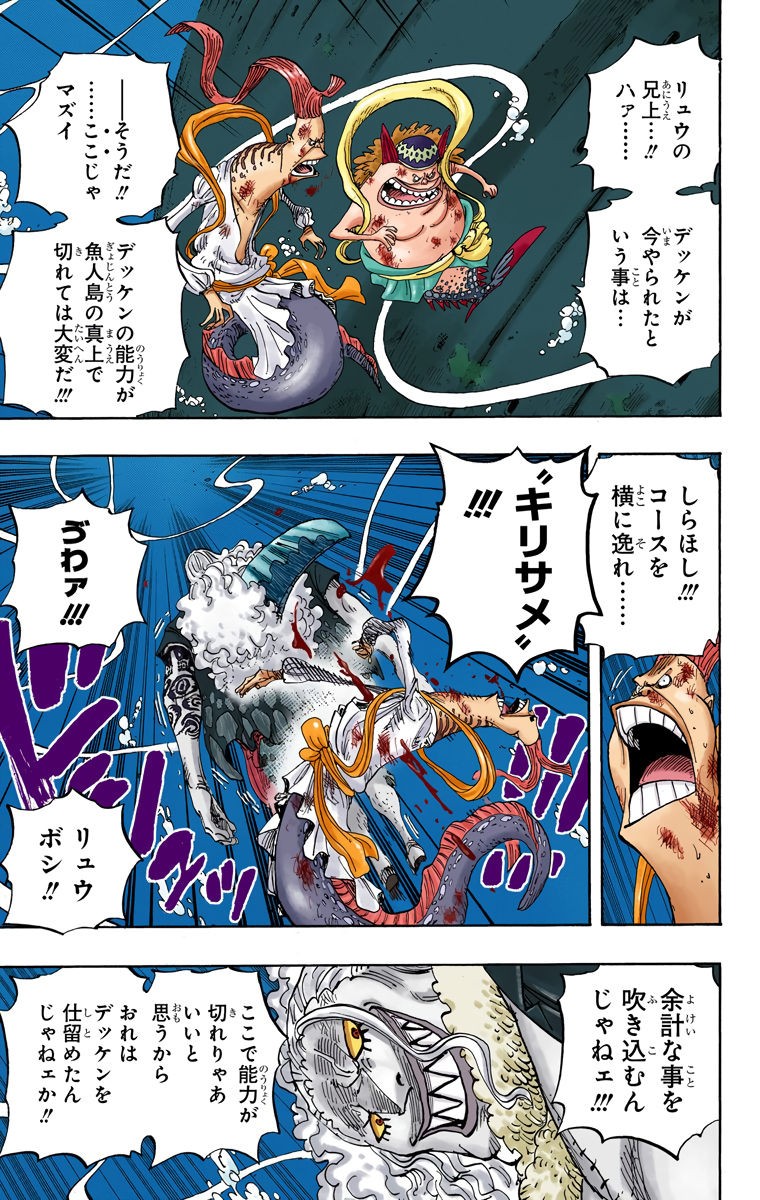 リュウの
兄上…!!
ハァ……
デッケンが
今やられたと
いう事は…
――そうだ!!
……ここじゃ
マズイ
デッケンの能力が
魚人島の真上で
切れては大変だ!!!
しらほし!!!
コースを
横に逸れ……
“キリサメ”
!!!
ゔわァ!!!
ドドッ
リュウ
ボシ!!
余計な事を
吹き込むん
じゃねェ!!!
ここで能力が
切れりゃあ
いいと
思うから
おれは
デッケンを
仕留めたん
じゃねェか!!